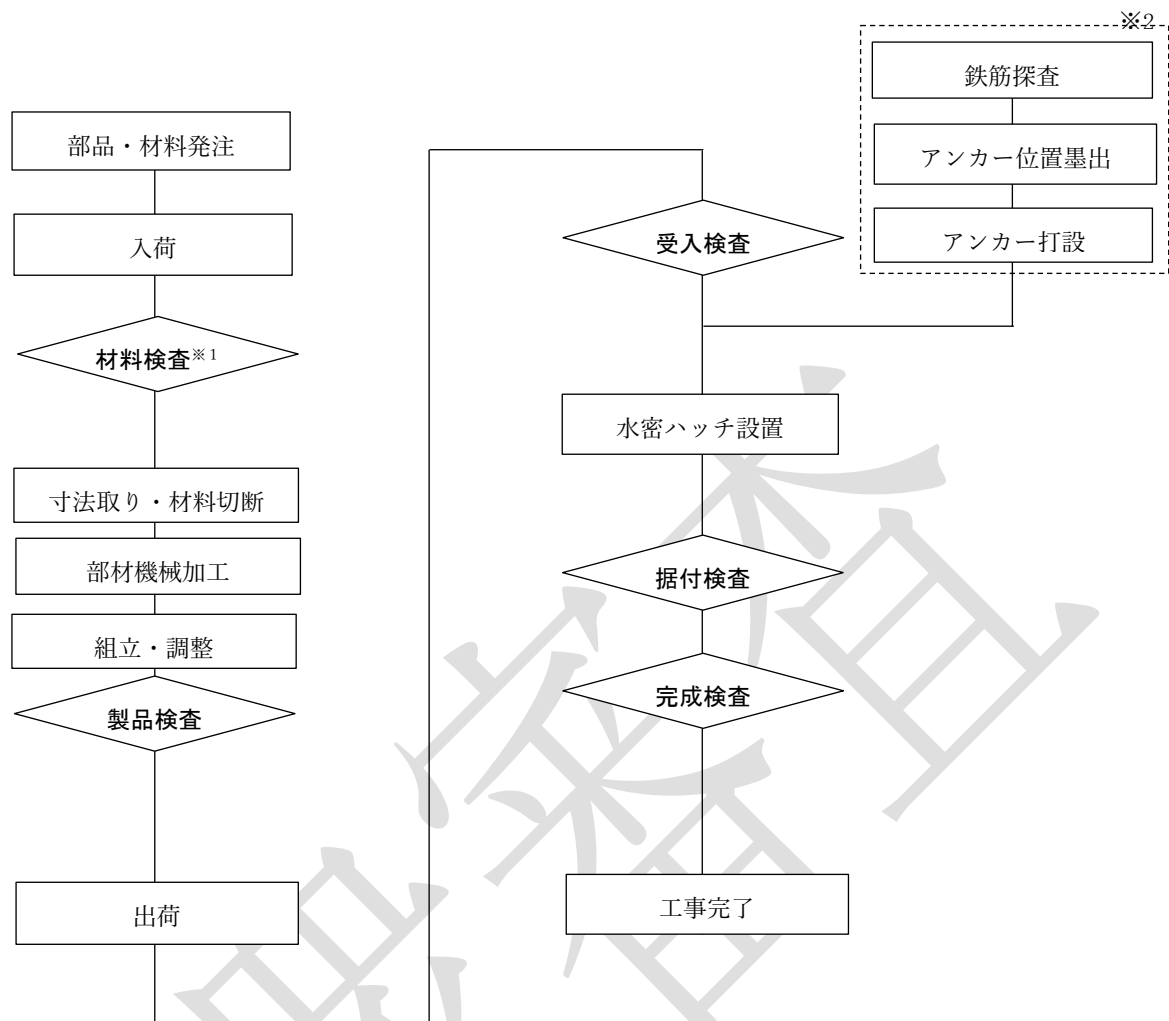 部品・材料発注
入荷
材料検査※1
寸法取り・材料切断
部材機械加工
組立・調整
製品検査
出荷
※2
鉄筋探査
アンカー位置墨出
アンカー打設
受入検査
水密ハッチ設置
据付検査
完成検査
工事完了